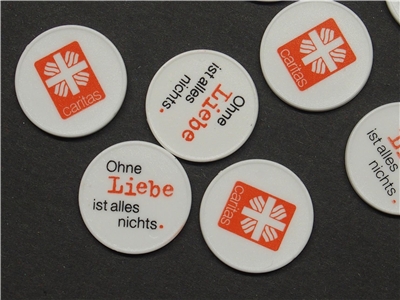 caritas
Ohne
Liebe
ist alles
nichts.
caritas
Ohne
Liebe
ist alles
nichts.
caritas
ist alles
nichts.